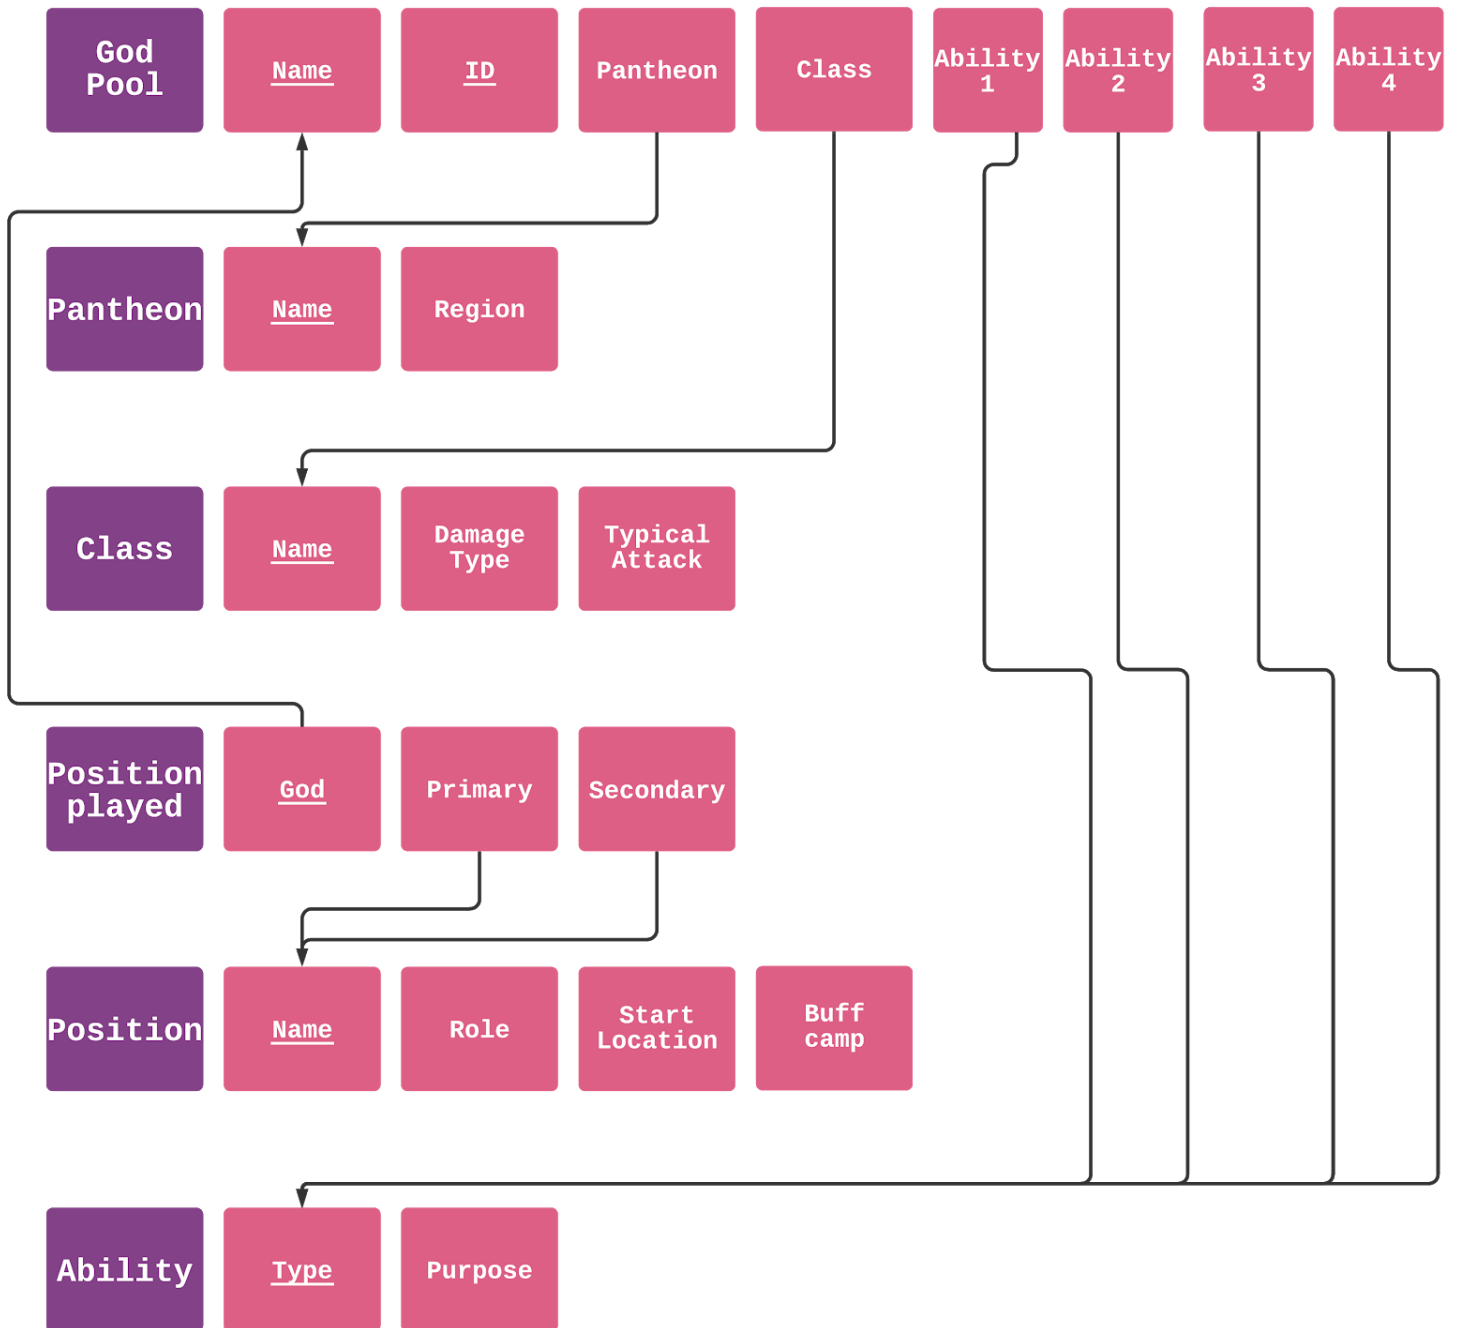 God
Pool
Name
ID
Pantheon
Class
Ability
1
Ability
2
Ability
3
Ability
4
Pantheon
Name
Region
Class
Name
Damage
Type
Typical
Attack
Position
played
God
Primary
Secondary
Position
Name
Role
Start
Location
Buff
camp
Ability
Type
Purpose